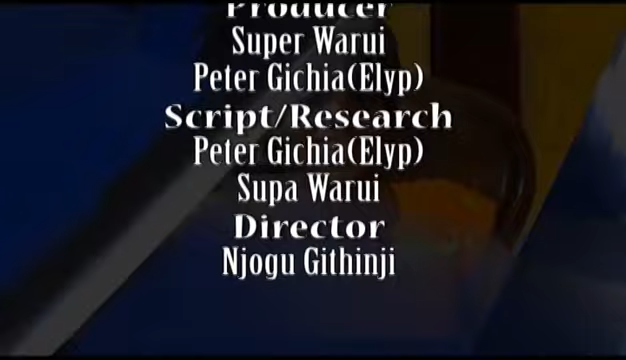 Producer
Super Warui
Peter Gichia(Elyp)
Script/Research
Peter Gichia(Elyp)
Supa Warui
Director
Njogu Githinji